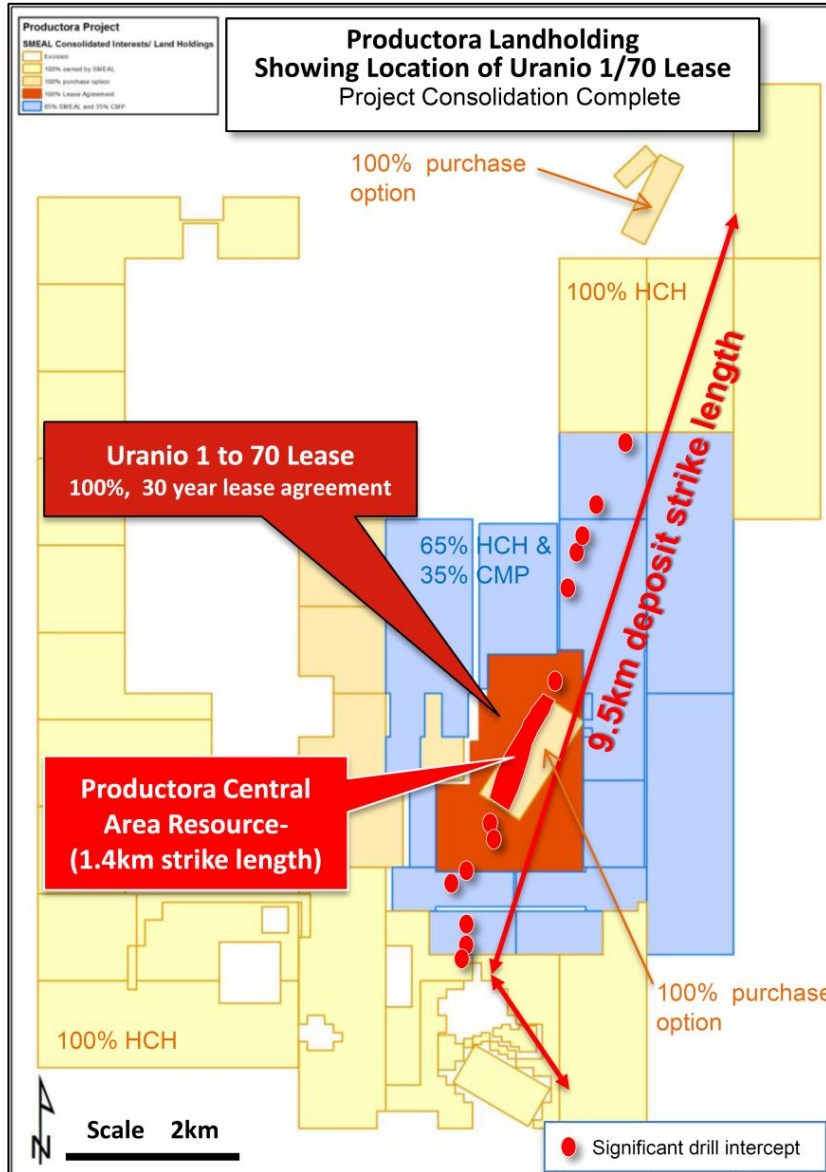 Productora Project
SMEAL Consolidated Interests/ Land Holdings
Excision
100% owned by SMEAL
100% purchase option
100% Lease Agreement
65% SMEAL and 35% CMP
Productora Landholding
Showing Location of Uranio 1/70 Lease
Project Consolidation Complete
100% purchase
option
100% HCH
9.5km deposit strike length
Uranio 1 to 70 Lease
100%, 30 year lease agreement
65% HCH &
35% CMP
Productora Central
Area Resource-
(1.4km strike length)
100% purchase
option
100% HCH
N
Scale 2km
Significant drill intercept